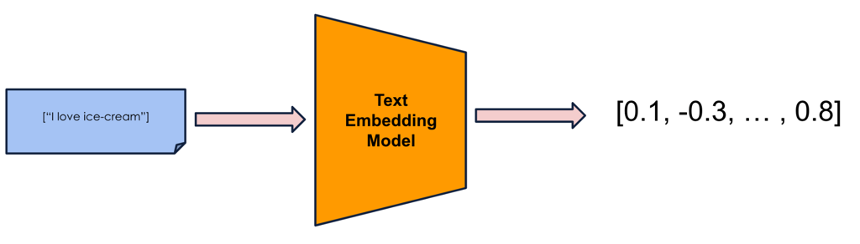 ["I love ice-cream"]
Text
Embedding
Model
[0.1, -0.3, … , 0.8]